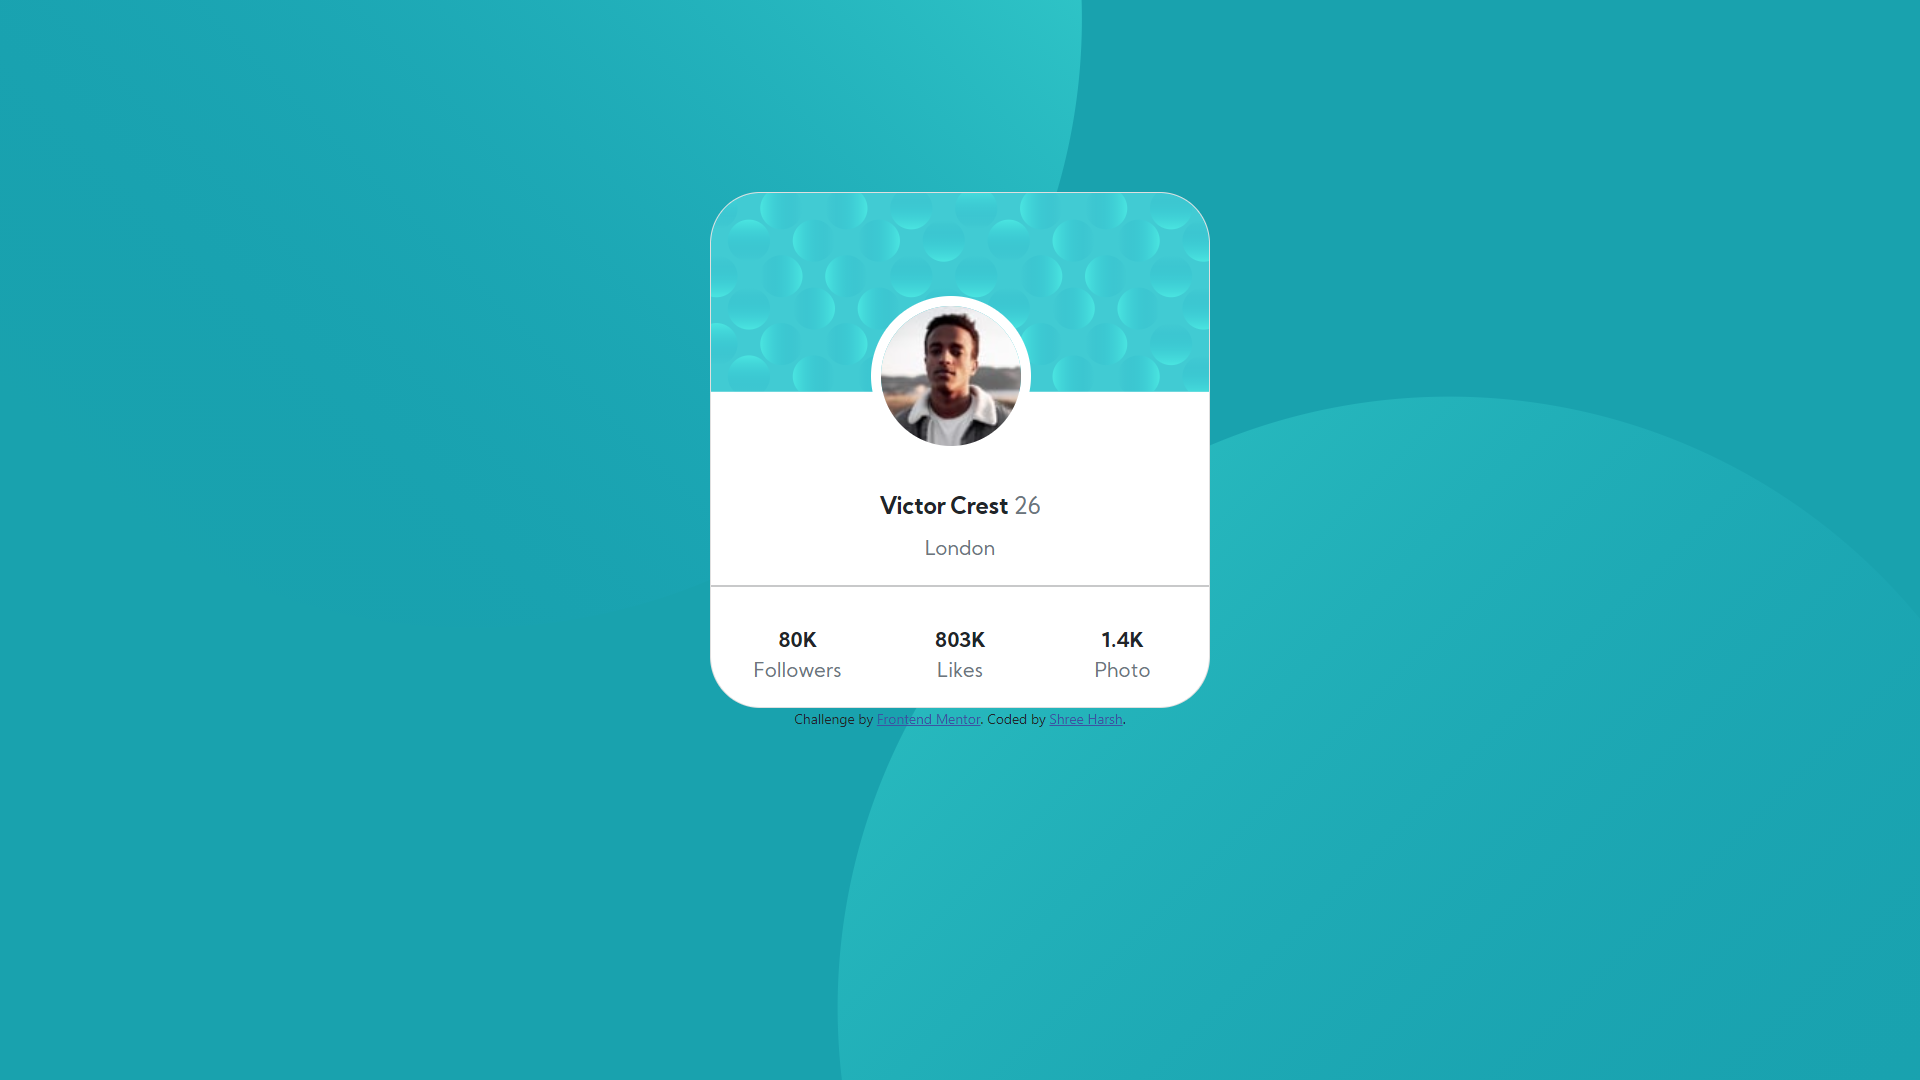 Victor Crest 26
London
80K 803K 1.4K
Followers Likes Photo
Challenge by Frontend Mentor. Coded by Shree Harsh.